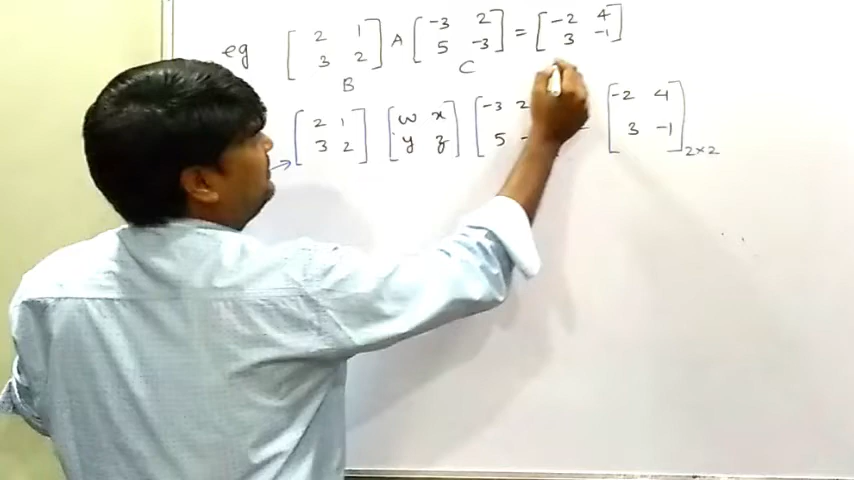 eg [ 2 1 A [ -3 2 = [ -2 4 ]
3 2 ] 5 -3 ] 3 -1
B C
→ [ 2 1 ] [ w x ] [ -3 2 [ -2 4 ]
3 2 y z 5 - 3 -1 2×2